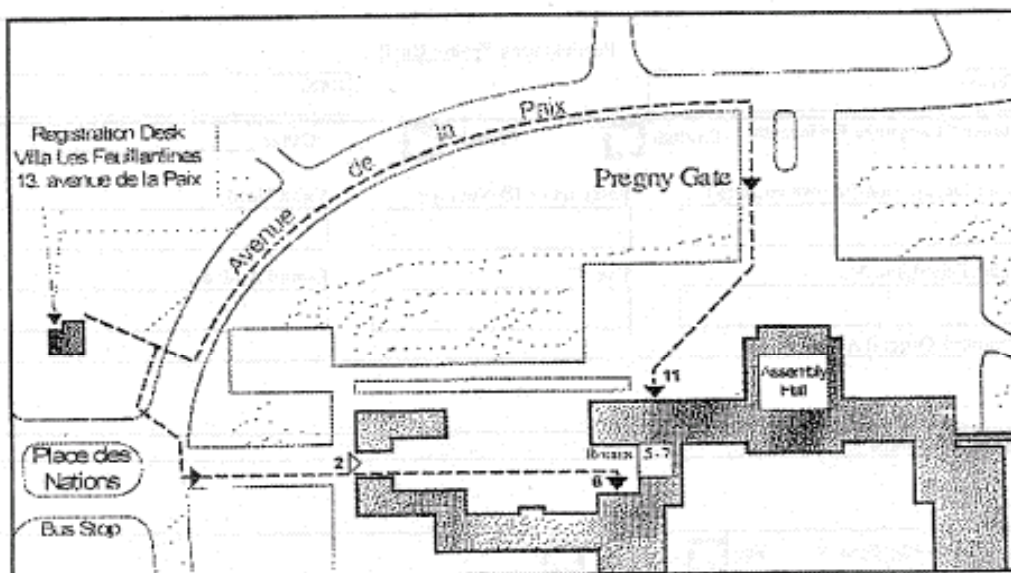 Registration Desk
Villa Les Feuillantines
13. avenue de la Paix
Avenue de la Paix
Pregny Gate
11
Assembly
Hall
Place des
Nations
2
5 - 7
6
Bus Stop